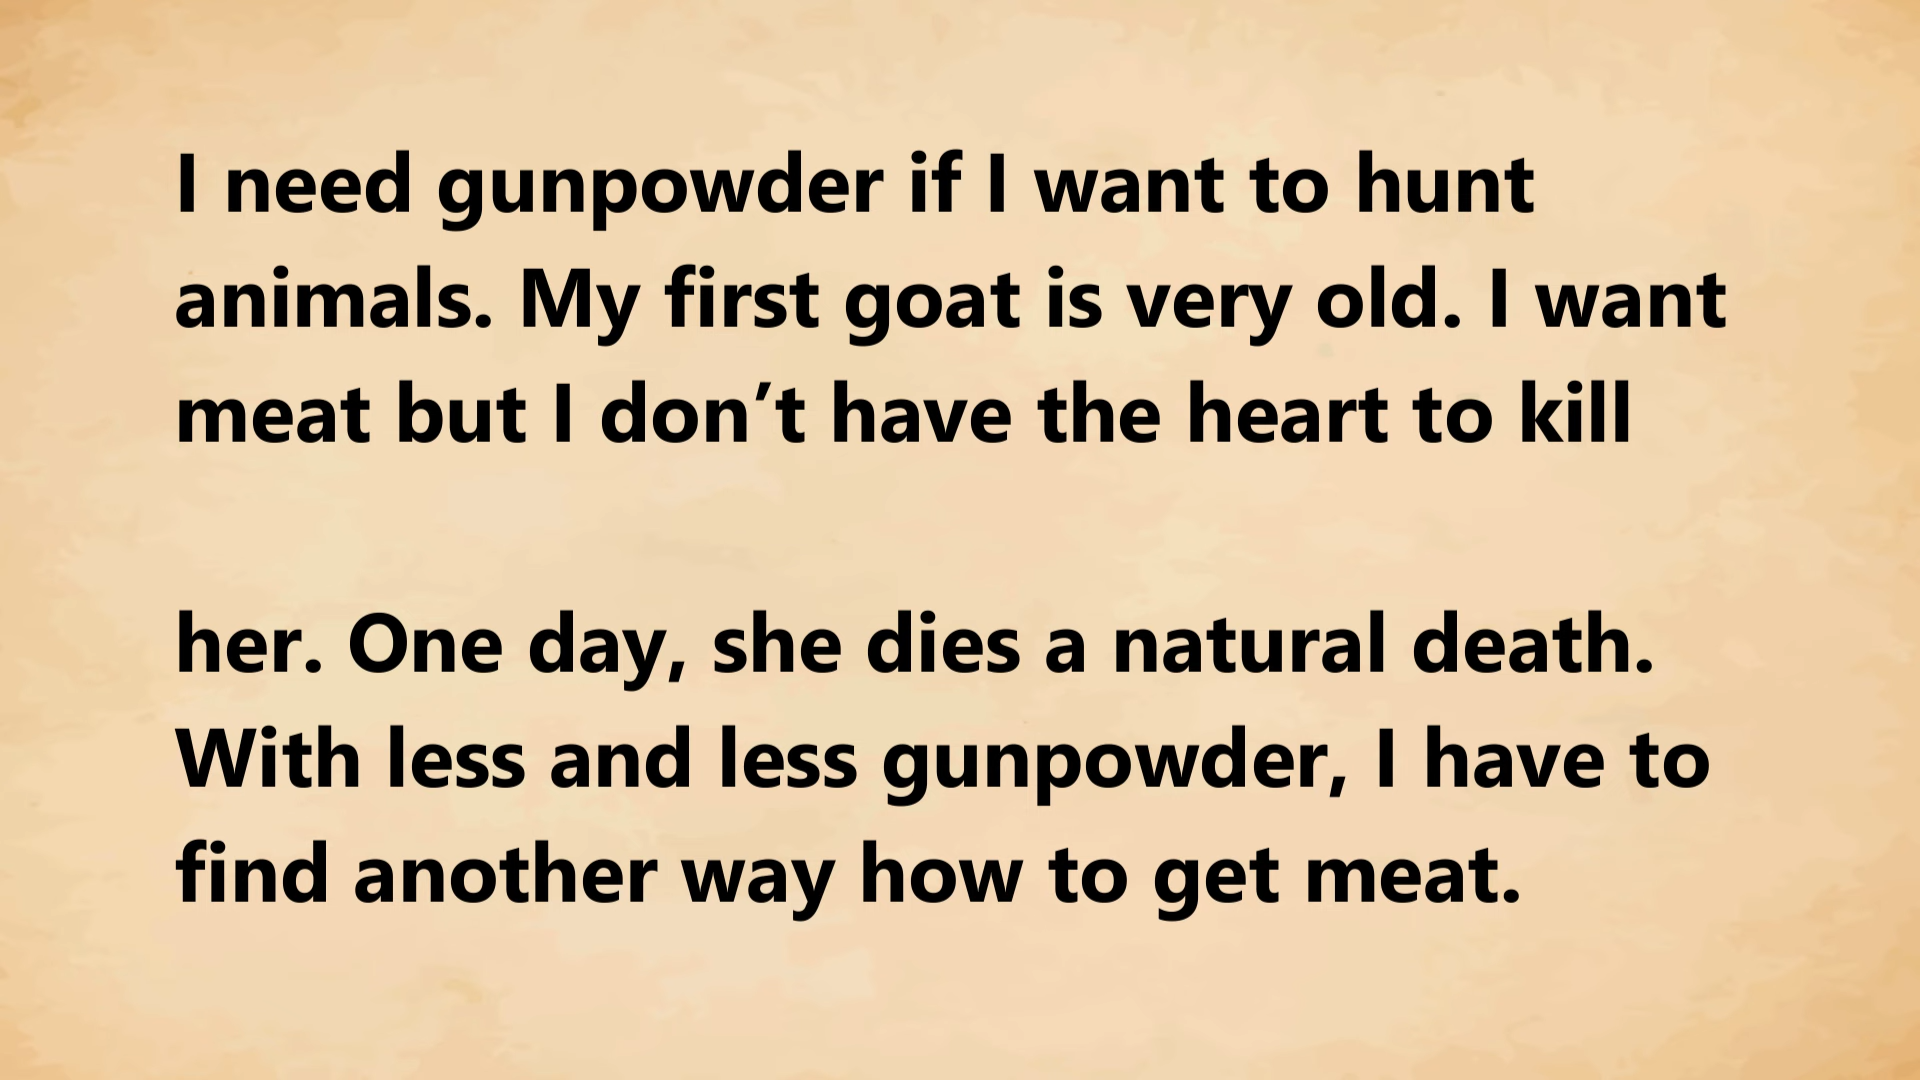 I need gunpowder if I want to hunt
animals. My first goat is very old. I want
meat but I don’t have the heart to kill
her. One day, she dies a natural death.
With less and less gunpowder, I have to
find another way how to get meat.